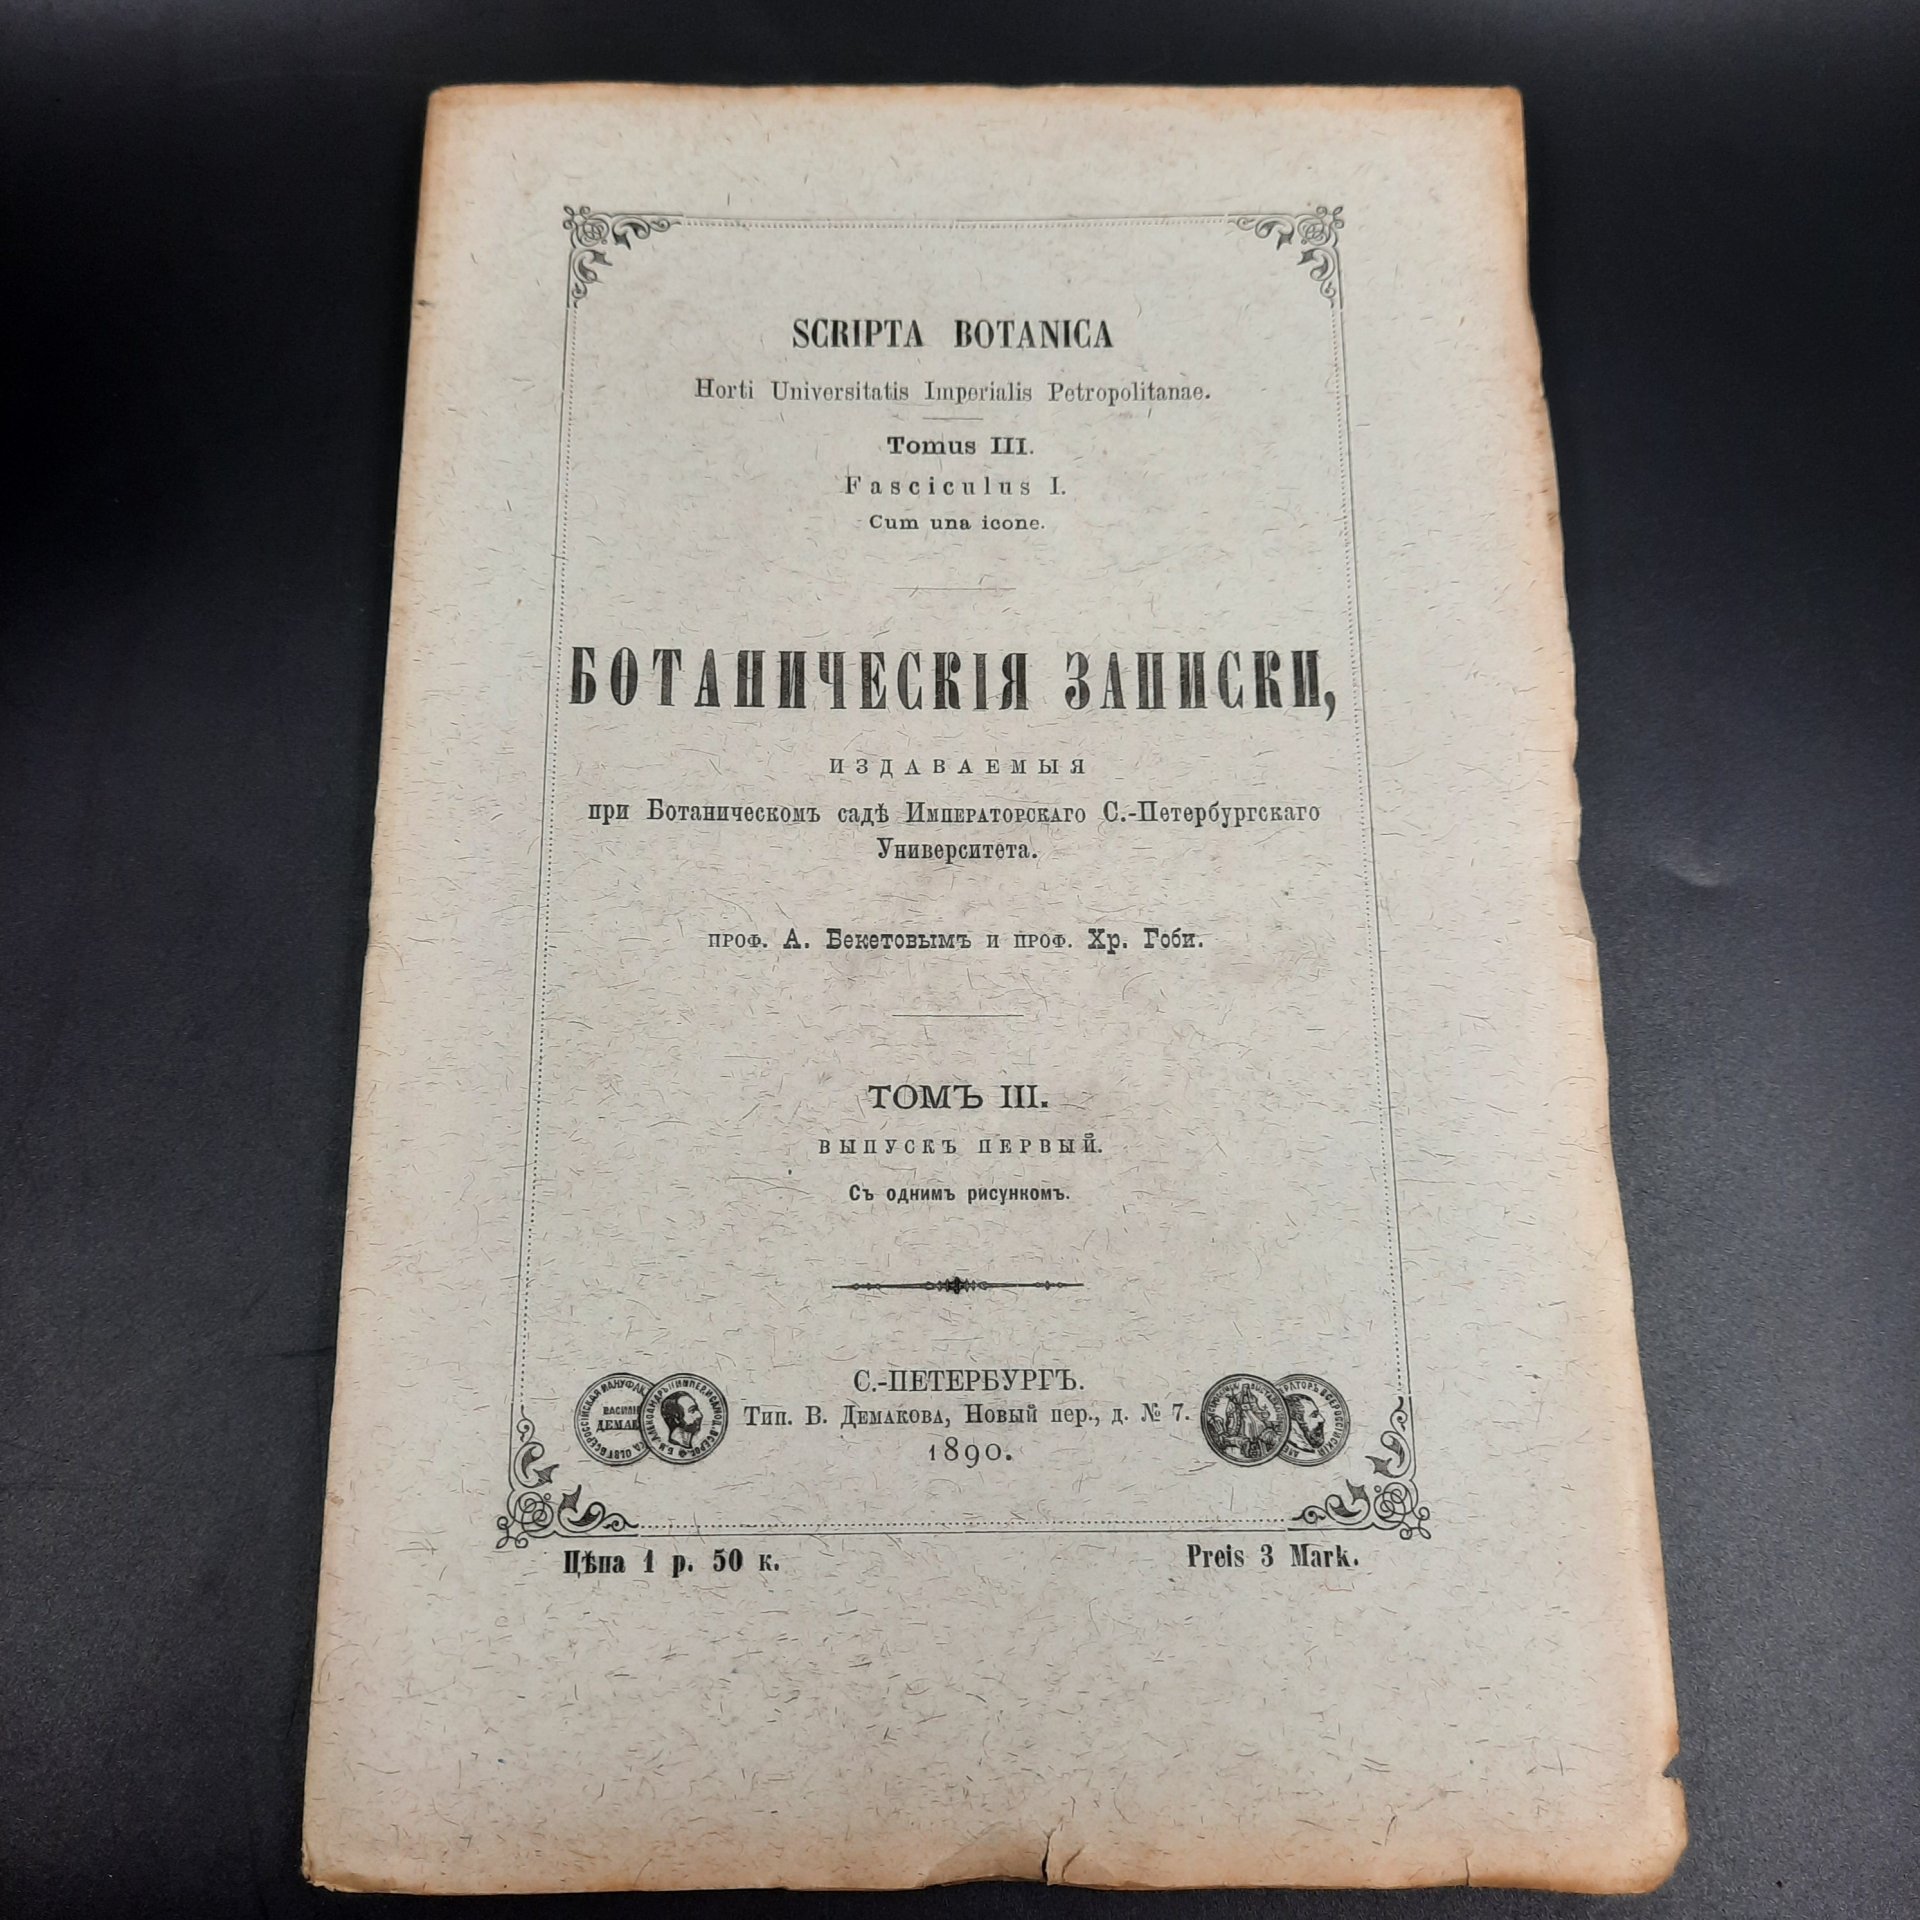 SCRIPTA BOTANICA
Horti Universitatis Imperialis Petropolitanae.
Tomus III.
Fasciculus I.
Cum una icone.
БОТАНИЧЕСКІЯ ЗАПИСКИ,
ИЗДАВАЕМЫЯ
при Ботаническомъ садѣ Императорскаго С.-Петербургскаго
Университета.
проф. А. Бекетовымъ и проф. Хр. Гоби.
ТОМЪ III.
ВЫПУСКЪ ПЕРВЫЙ.
Съ однимъ рисункомъ.
С.-ПЕТЕРБУРГЪ.
Тип. В. Демакова, Новый пер., д. № 7.
1890.
Цѣна 1 р. 50 к.
Preis 3 Mark.